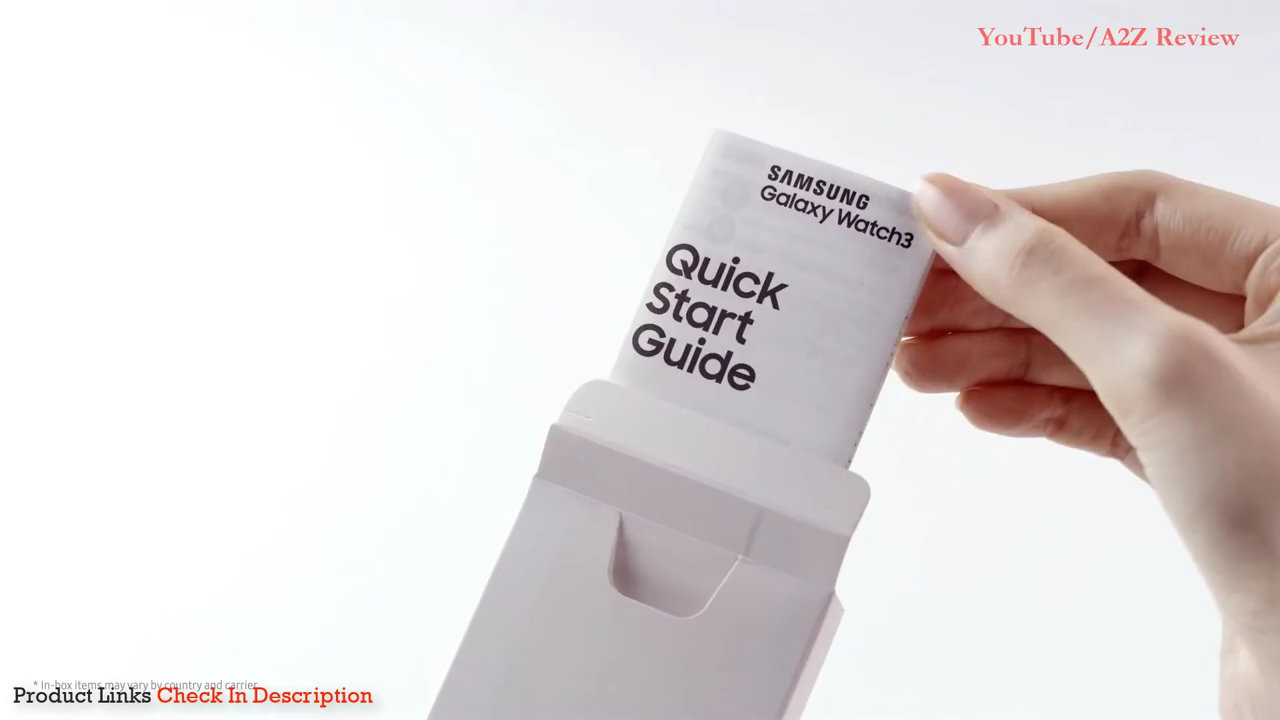 YouTube/A2Z Review
SAMSUNG
Galaxy Watch3
Quick
Start
Guide
* In-box items may vary by country and carrier.
Product Links Check In Description